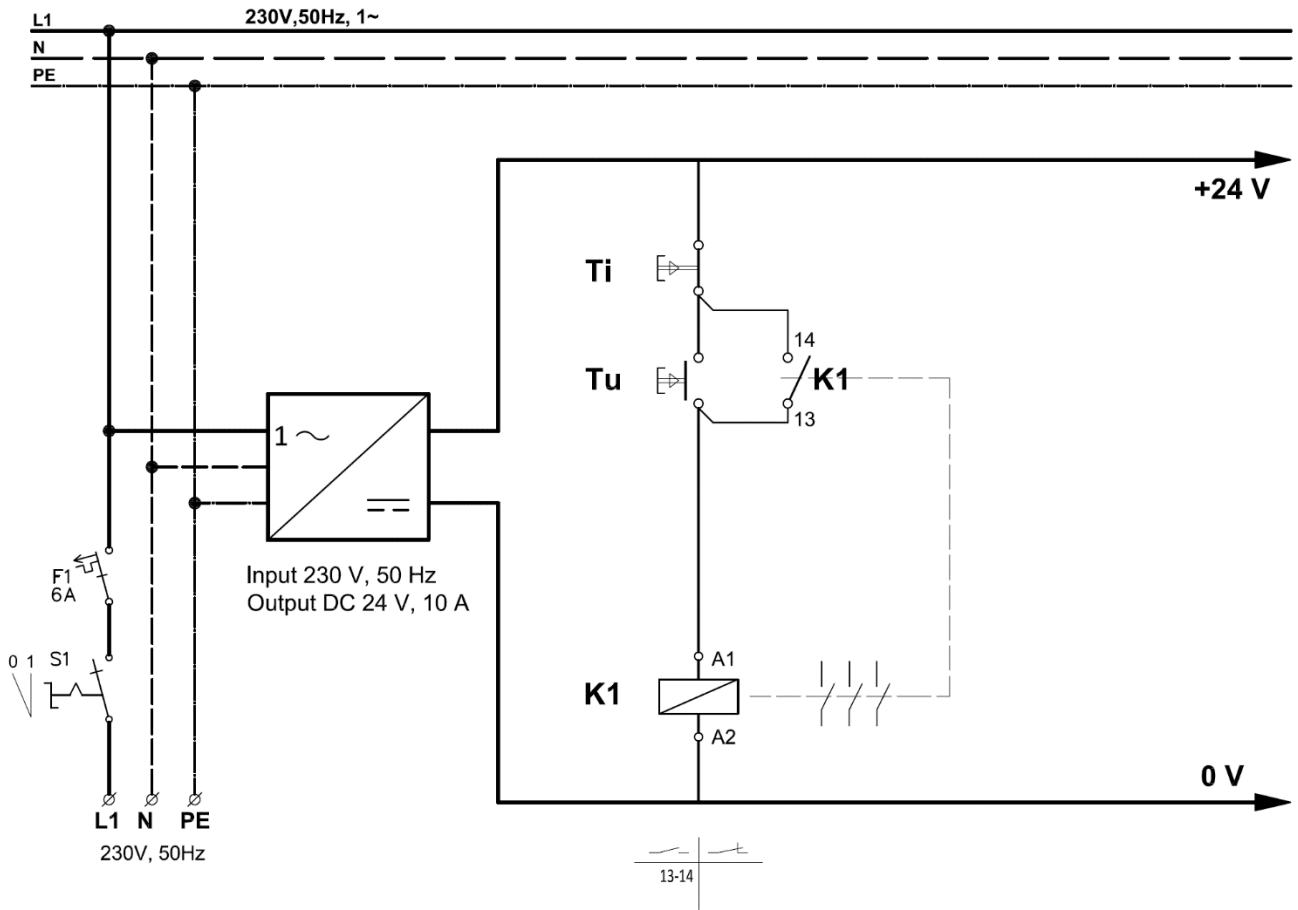 L1
230V,50Hz, 1~
N
PE
+24 V
Ti
14
Tu
K1
13
1
Input 230 V, 50 Hz
Output DC 24 V, 10 A
F1
6A
0 1 S1
A1
K1
A2
0 V
L1 N PE
230V, 50Hz
13-14